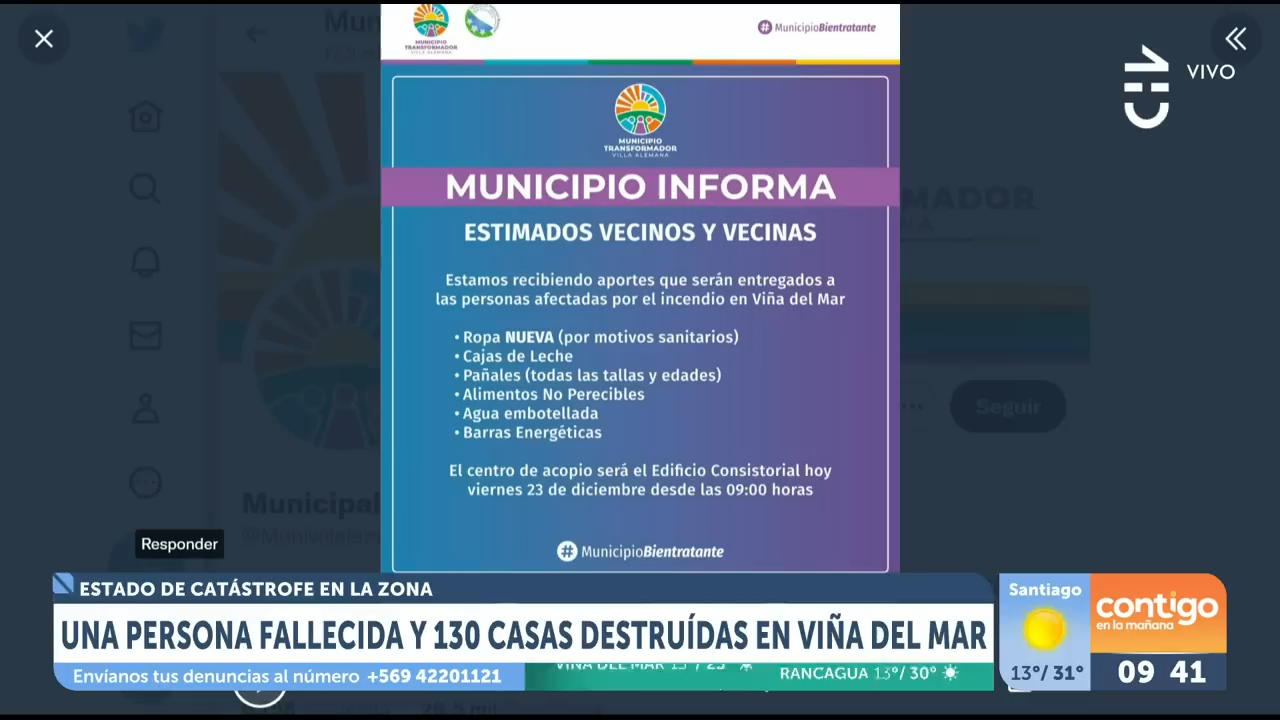 MUNICIPIO
TRANSFORMADOR
VILLA ALEMANA
#MunicipioBientratante
VIVO
MUNICIPIO
TRANSFORMADOR
VILLA ALEMANA
MUNICIPIO INFORMA
ESTIMADOS VECINOS Y VECINAS
Estamos recibiendo aportes que serán entregados a
las personas afectadas por el incendio en Viña del Mar
• Ropa NUEVA (por motivos sanitarios)
• Cajas de Leche
• Pañales (todas las tallas y edades)
• Alimentos No Perecibles
• Agua embotellada
• Barras Energéticas
El centro de acopio será el Edificio Consistorial hoy
viernes 23 de diciembre desde las 09:00 horas
#MunicipioBientratante
Seguir
Municipal
Responder
ESTADO DE CATÁSTROFE EN LA ZONA
UNA PERSONA FALLECIDA Y 130 CASAS DESTRUÍDAS EN VIÑA DEL MAR
Envíanos tus denuncias al número +569 42201121
RANCAGUA 13°/ 30°
Santiago
13°/ 31°
contigo
en la mañana
09 41